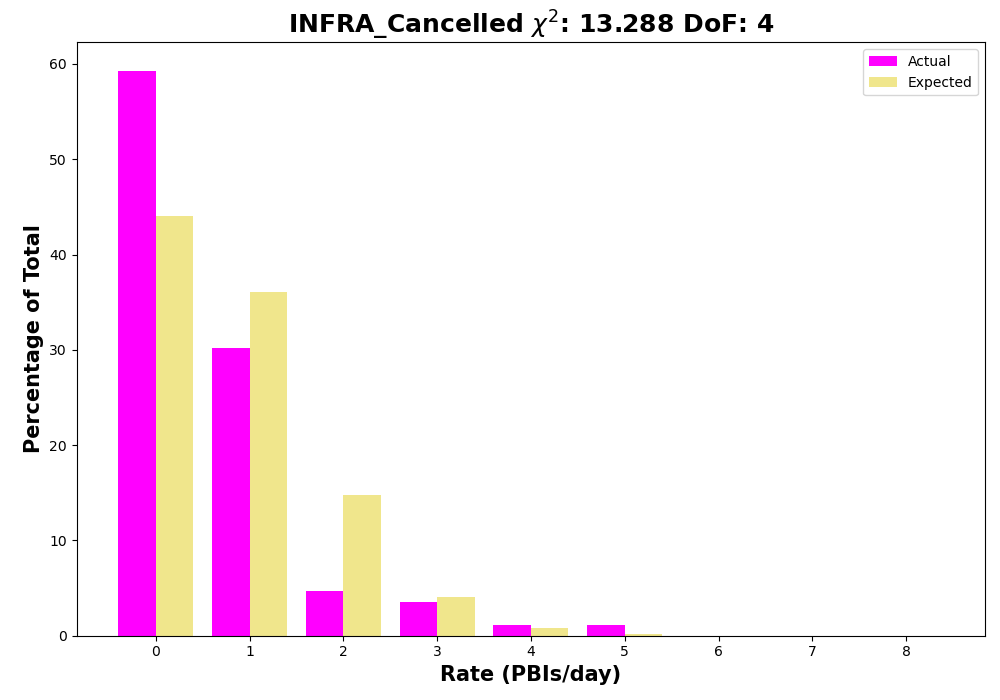 INFRA_Cancelled χ²: 13.288 DoF: 4
Actual
Expected
60
50
40
30
20
10
0
Percentage of Total
0 1 2 3 4 5 6 7 8
Rate (PBIs/day)